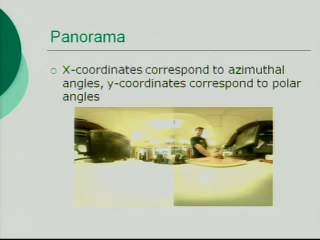 Panorama
X-coordinates correspond to azimuthal
angles, y-coordinates correspond to polar
angles